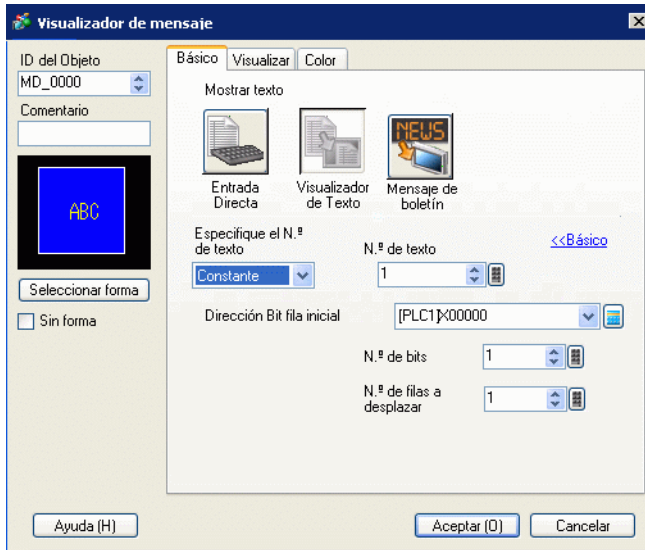 Visualizador de mensaje
ID del Objeto
MD_0000
Comentario
ABC
Seleccionar forma
Sin forma
Básico Visualizar Color
Mostrar texto
NEWS
Entrada Directa
Visualizador de Texto
Mensaje de boletín
Especifique el N.º de texto
Constante
N.º de texto
1
<<Básico
Dirección Bit fila inicial
[PLC1]X00000
N.º de bits
1
N.º de filas a desplazar
1
Ayuda (H)
Aceptar (O)
Cancelar